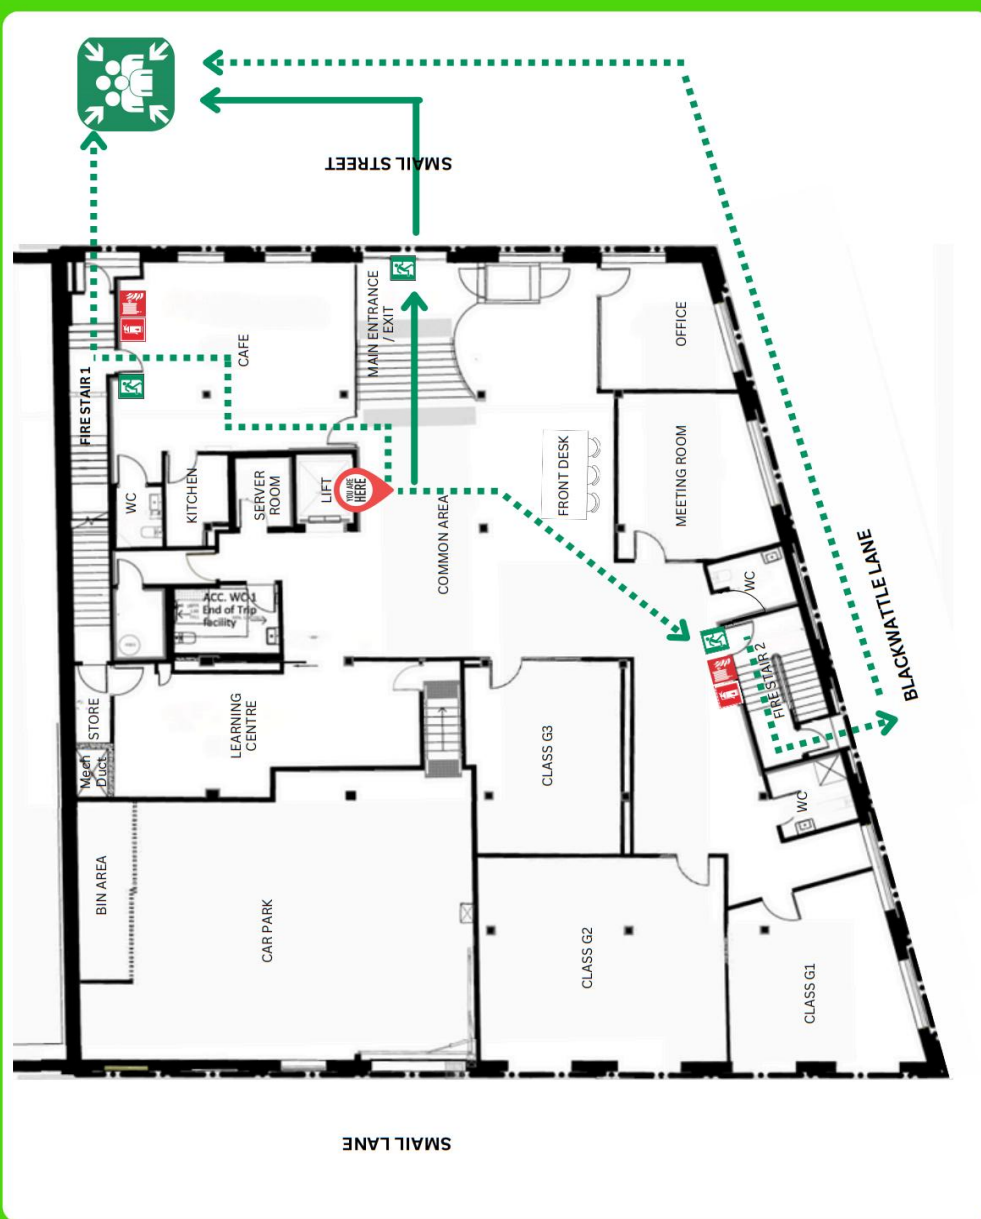 SMAIL STREET
MAIN ENTRANCE
/ EXIT
OFFICE
CAFE
FIRE STAIR 1
MEETING ROOM
FRONT DESK
WC
KITCHEN
SERVER
ROOM
LIFT
YOU ARE
HERE
COMMON AREA
WC
BLACKWATTLE LANE
ACC. WC 1
End of Trip
facility
FIRE STAIR 2
STORE
LEARNING
CENTRE
Mech
Duct
CLASS G3
WC
BIN AREA
CAR PARK
CLASS G2
CLASS G1
SMAIL LANE